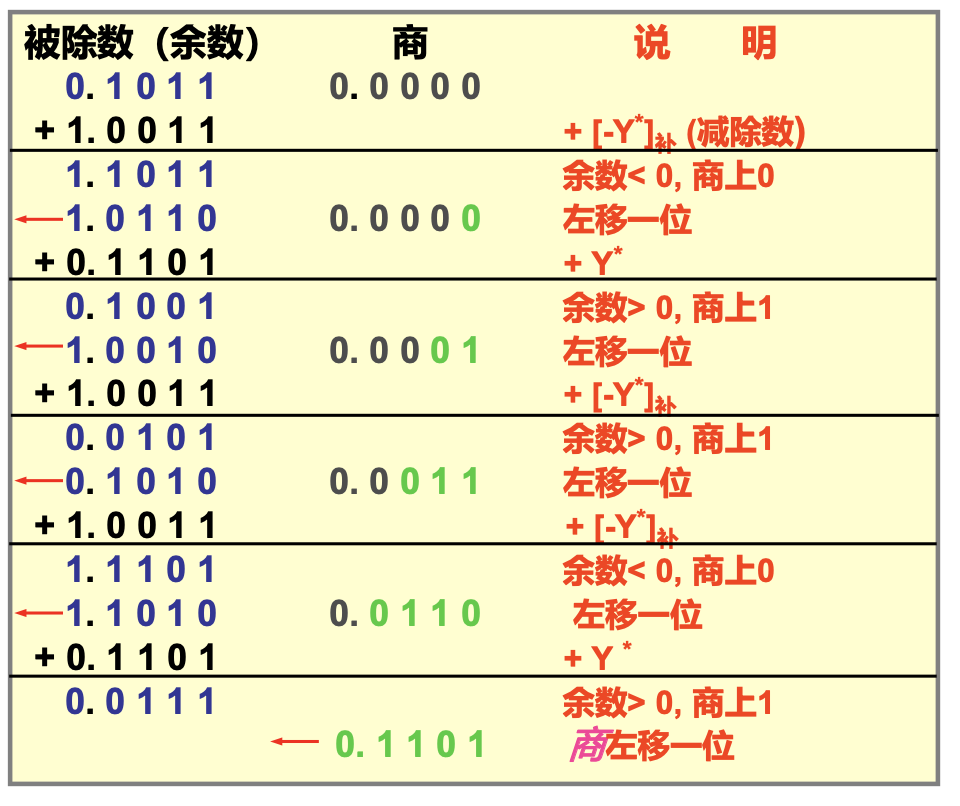 被除数（余数） 商 说 明
0. 1 0 1 1 0. 0 0 0 0
+ 1. 0 0 1 1 + [-Y*]补 (减除数)
1. 1 0 1 1 余数< 0, 商上0
1. 0 1 1 0 0. 0 0 0 0 左移一位
+ 0. 1 1 0 1 + Y*
0. 1 0 0 1 余数> 0, 商上1
1. 0 0 1 0 0. 0 0 0 1 左移一位
+ 1. 0 0 1 1 + [-Y*]补
0. 0 1 0 1 余数> 0, 商上1
0. 1 0 1 0 0. 0 0 1 1 左移一位
+ 1. 0 0 1 1 + [-Y*]补
1. 1 1 0 1 余数< 0, 商上0
1. 1 0 1 0 0. 0 1 1 0 左移一位
+ 0. 1 1 0 1 + Y *
0. 0 1 1 1 余数> 0, 商上1
0. 1 1 0 1 商左移一位